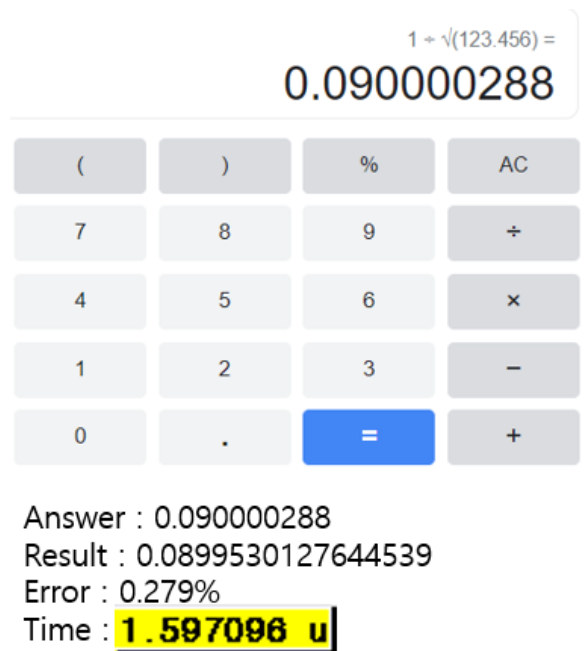 1 ÷ √(123.456) =
0.090000288
( ) % AC
7 8 9 ÷
4 5 6 ×
1 2 3 −
0 . = +
Answer : 0.090000288
Result : 0.0899530127644539
Error : 0.279%
Time : 1.597096 u